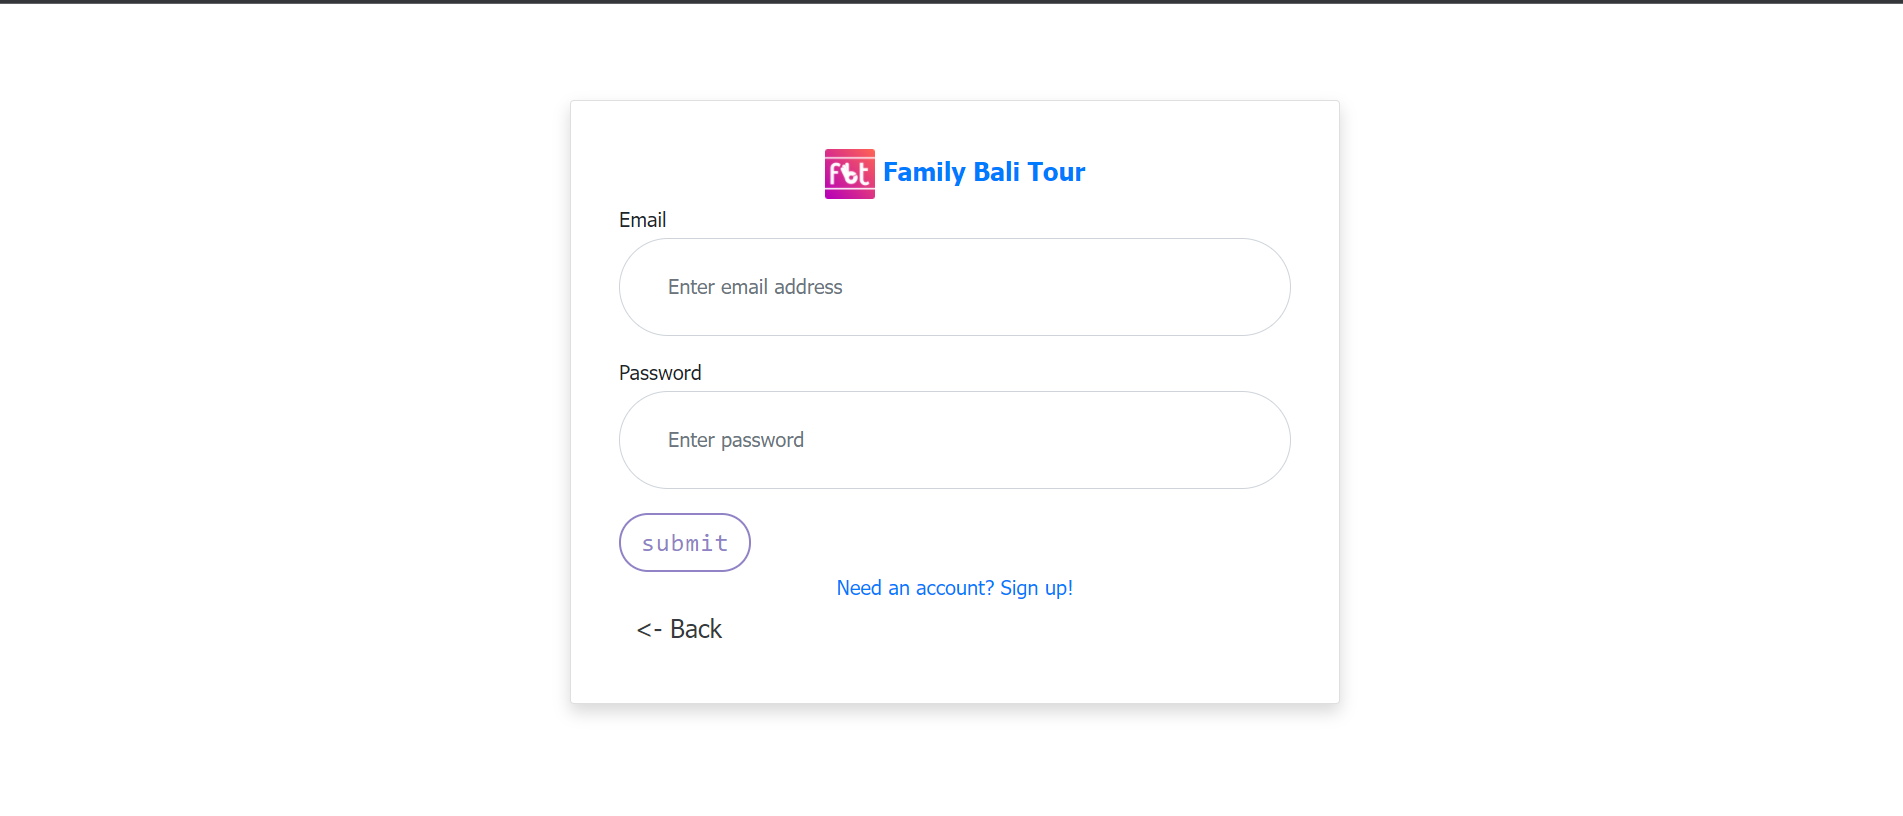 fbt Family Bali Tour
Email
Enter email address
Password
Enter password
submit
Need an account? Sign up!
<- Back